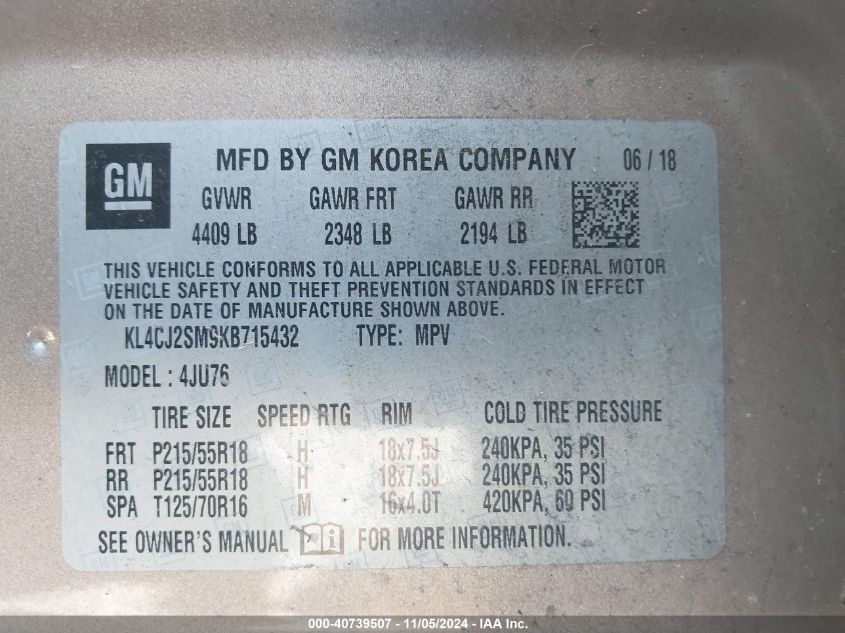 GM
MFD BY GM KOREA COMPANY 06 / 18
GVWR GAWR FRT GAWR RR
4409 LB 2348 LB 2194 LB
THIS VEHICLE CONFORMS TO ALL APPLICABLE U.S. FEDERAL MOTOR
VEHICLE SAFETY AND THEFT PREVENTION STANDARDS IN EFFECT
ON THE DATE OF MANUFACTURE SHOWN ABOVE.
KL4CJ2SM9KB715432 TYPE: MPV
MODEL : 4JU76
TIRE SIZE SPEED RTG RIM COLD TIRE PRESSURE
FRT P215/55R18 H 18x7.5J 240KPA, 35 PSI
RR P215/55R18 H 18x7.5J 240KPA, 35 PSI
SPA T125/70R16 M 16x4.0T 420KPA, 60 PSI
SEE OWNER'S MANUAL FOR MORE INFORMATION.
000-40739507 - 11/05/2024 - IAA Inc.